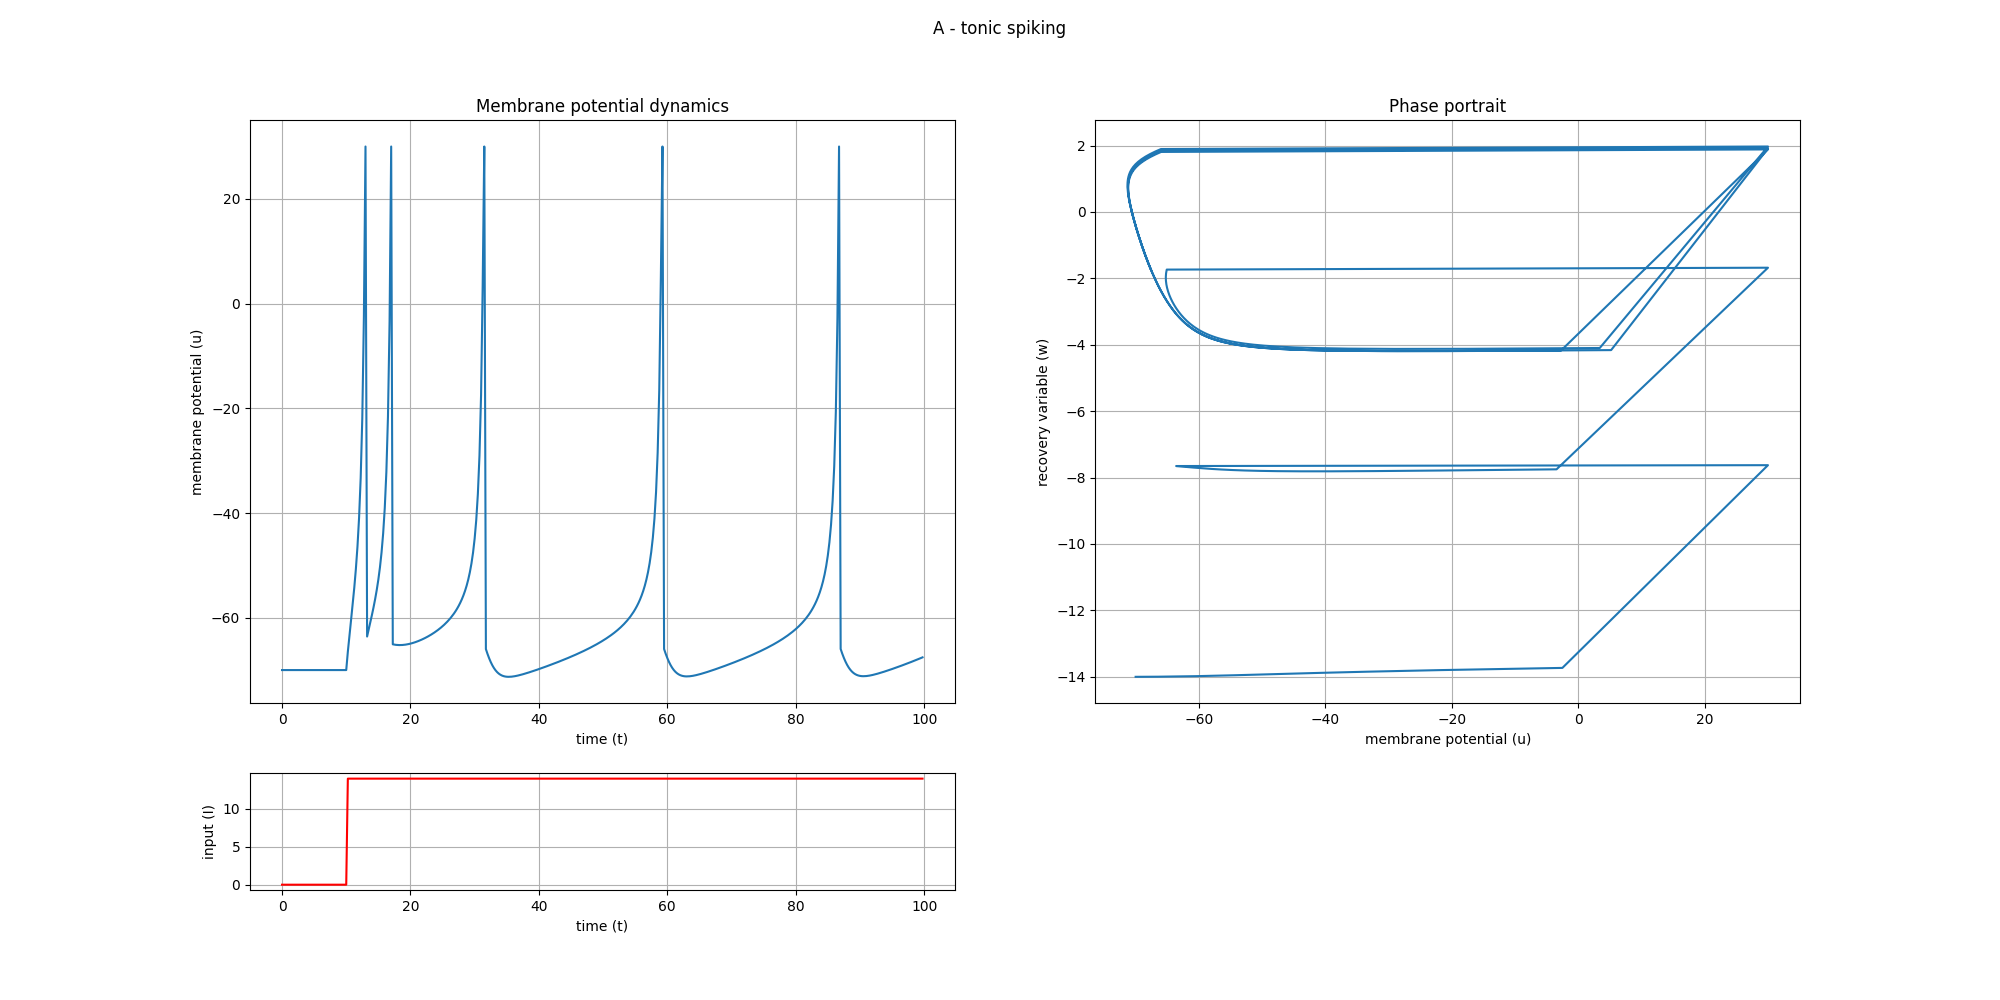 A - tonic spiking
Membrane potential dynamics
membrane potential (u)
20
0
−20
−40
−60
0 20 40 60 80 100
time (t)
Phase portrait
recovery variable (w)
2
0
−2
−4
−6
−8
−10
−12
−14
−60 −40 −20 0 20
membrane potential (u)
input (I)
10
5
0
0 20 40 60 80 100
time (t)